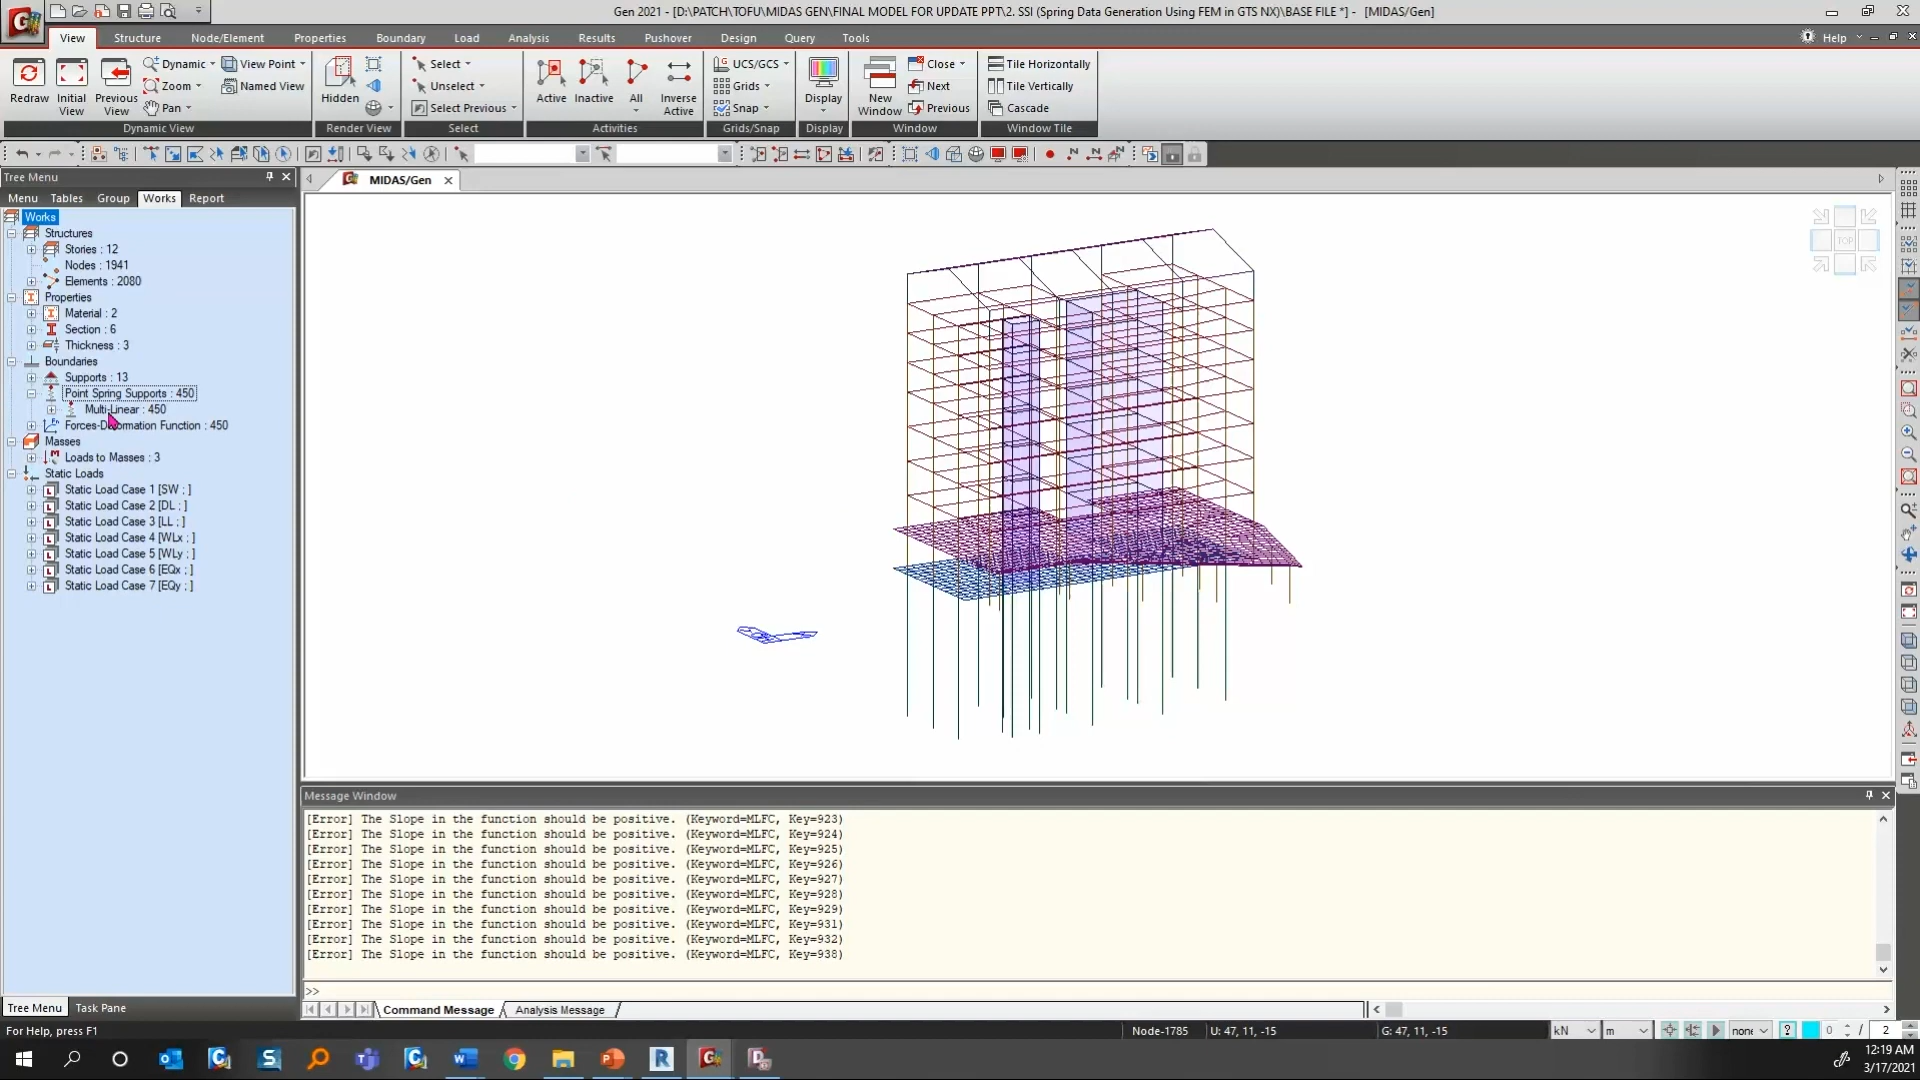 Gen 2021 - [D:\PATCH\TOFU\MIDAS GEN\FINAL MODEL FOR UPDATE PPT\2. SSI (Spring Data Generation Using FEM in GTS NX)\BASE FILE *] - [MIDAS/Gen]
View Structure Node/Element Properties Boundary Load Analysis Results Pushover Design Query Tools Help
Redraw
Initial View
Previous View
Dynamic
Zoom
Pan
View Point
Named View
Dynamic View
Hidden
Render View
Select
Unselect
Select Previous
Select
Active
Inactive
All
Inverse Active
Activities
UCS/GCS
Grids
Snap
Grids/Snap
Display
Display
New Window
Close
Next
Previous
Window
Tile Horizontally
Tile Vertically
Cascade
Window Tile
Tree Menu
Menu Tables Group Works Report
Works
Structures
Stories : 12
Nodes : 1941
Elements : 2080
Properties
Material : 2
Section : 6
Thickness : 3
Boundaries
Supports : 13
Point Spring Supports : 450
Multi-Linear : 450
Forces-Deformation Function : 450
Masses
Loads to Masses : 3
Static Loads
Static Load Case 1 [SW ; ]
Static Load Case 2 [DL ; ]
Static Load Case 3 [LL ; ]
Static Load Case 4 [WLx ; ]
Static Load Case 5 [WLy ; ]
Static Load Case 6 [EQx ; ]
Static Load Case 7 [EQy ; ]
MIDAS/Gen
TOP
Message Window
[Error] The Slope in the function should be positive. (Keyword=MLFC, Key=923)
[Error] The Slope in the function should be positive. (Keyword=MLFC, Key=924)
[Error] The Slope in the function should be positive. (Keyword=MLFC, Key=925)
[Error] The Slope in the function should be positive. (Keyword=MLFC, Key=926)
[Error] The Slope in the function should be positive. (Keyword=MLFC, Key=927)
[Error] The Slope in the function should be positive. (Keyword=MLFC, Key=928)
[Error] The Slope in the function should be positive. (Keyword=MLFC, Key=929)
[Error] The Slope in the function should be positive. (Keyword=MLFC, Key=931)
[Error] The Slope in the function should be positive. (Keyword=MLFC, Key=932)
[Error] The Slope in the function should be positive. (Keyword=MLFC, Key=938)
>>
Command Message Analysis Message
Tree Menu Task Pane
For Help, press F1
Node-1785 U: 47, 11, -15 G: 47, 11, -15 kN m none 0 / 2
12:19 AM
3/17/2021